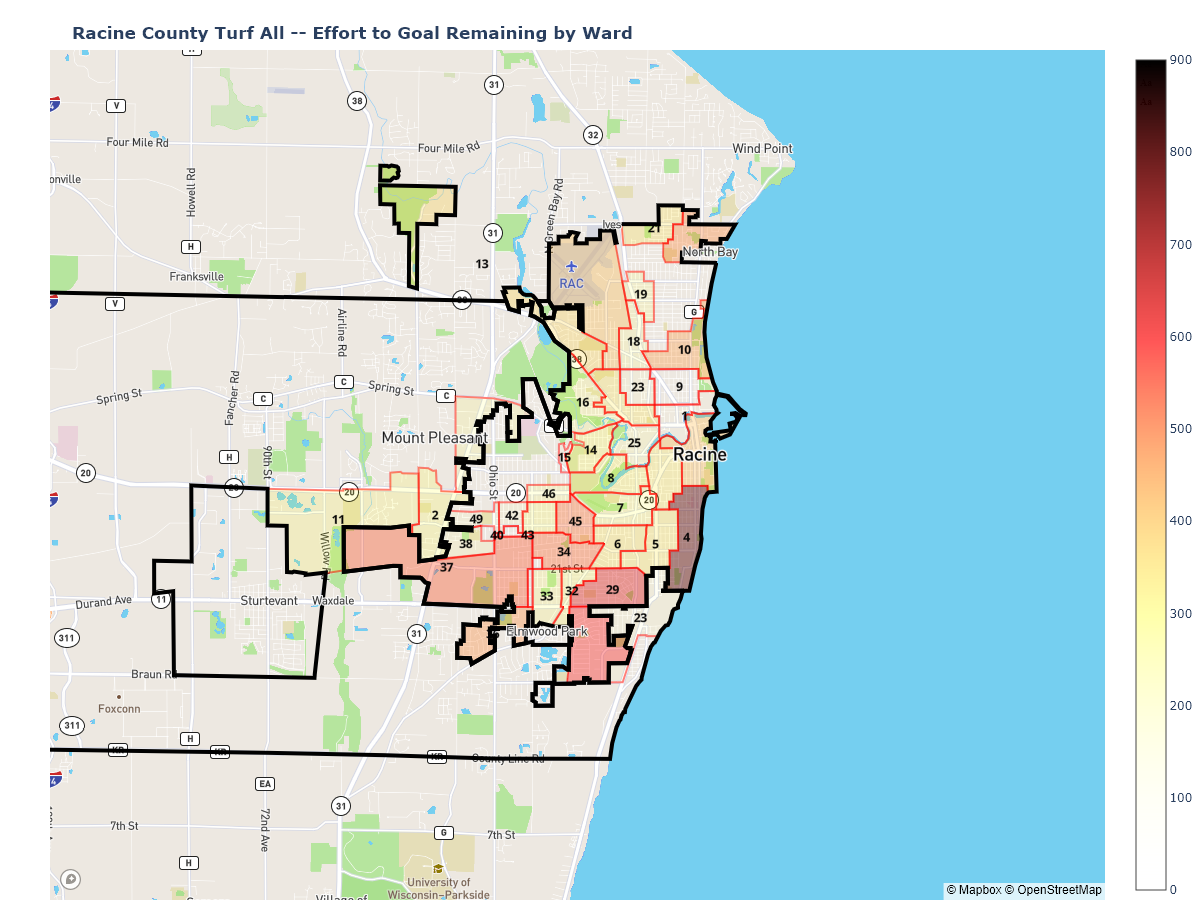 Racine County Turf All -- Effort to Goal Remaining by Ward
900
800
700
600
500
400
300
200
100
0
31
38
V
32
Four Mile Rd
Four Mile Rd
Wind Point
Howell Rd
onville
N Green Bay Rd
21
Ives
31
H
North Bay
13
RAC
Franksville
19
V
38
G
Airline Rd
18
10
38
C
Spring St
23
9
Fancher Rd
C
C
16
Spring St
1
Mount Pleasant
25
14
Racine
H
15
90th St
20
Ohio St
8
20
20
20
46
20
7
11
2
49
42
45
4
Willow Rd
38
40
43
6
5
34
37
21st St
29
33
32
11
Durand Ave
Sturtevant
Waxdale
23
311
31
Elmwood Park
Braun Rd
Foxconn
311
H
KR
KR
KR
County Line Rd
EA
31
7th St
G
7th St
72nd Ave
H
University of
Wisconsin–Parkside
Village of
© Mapbox © OpenStreetMap